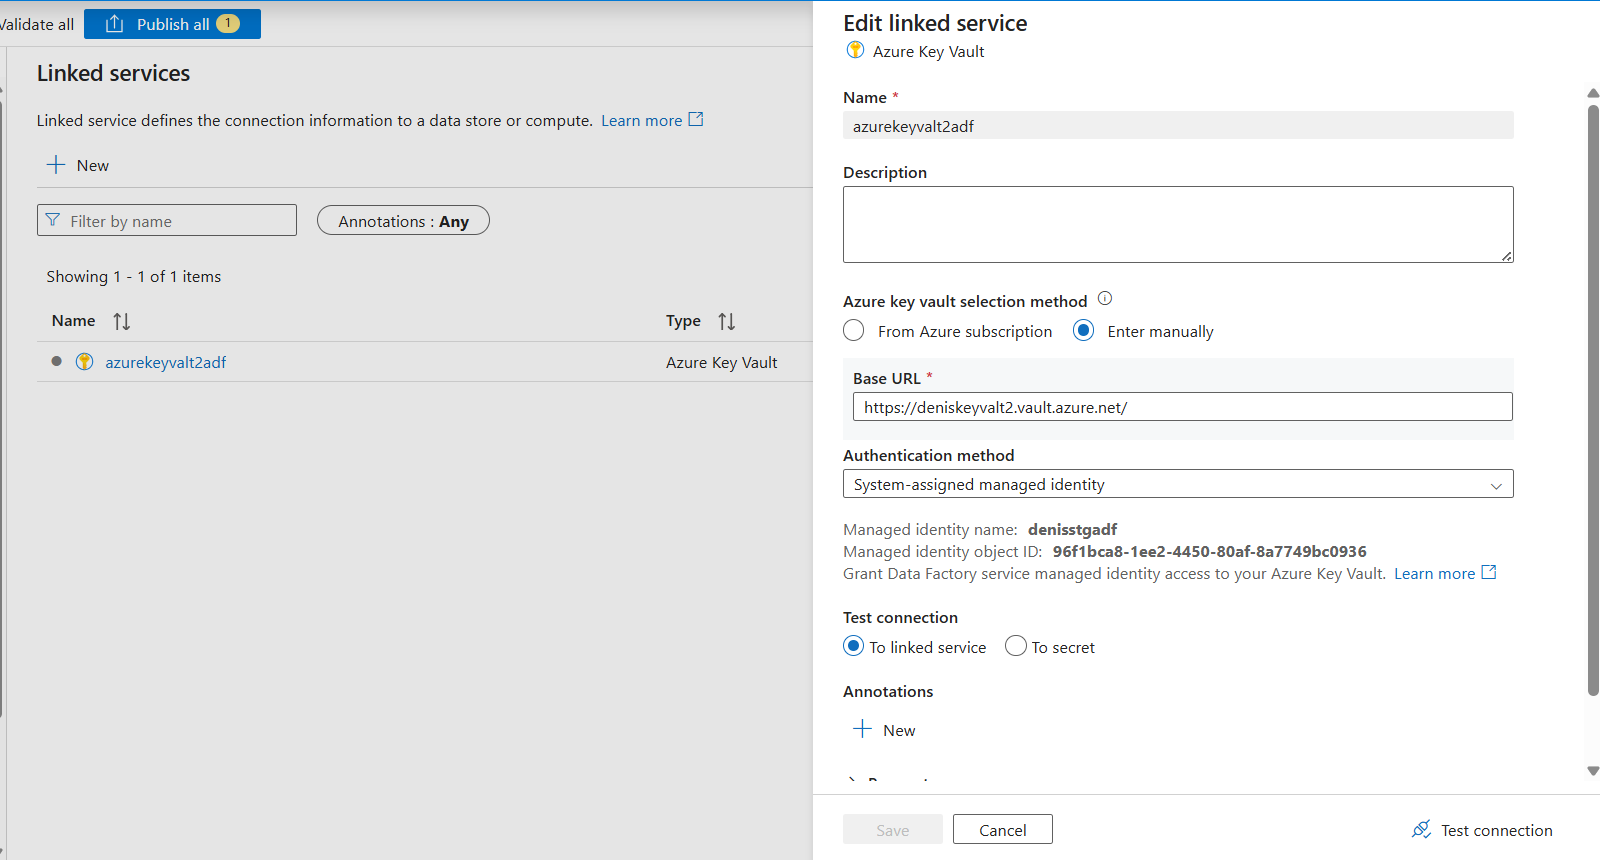 Validate all
Publish all 1
Linked services
Linked service defines the connection information to a data store or compute. Learn more
New
Filter by name
Annotations : Any
Showing 1 - 1 of 1 items
Name Type
azurekeyvalt2adf Azure Key Vault
Edit linked service
Azure Key Vault
Name *
azurekeyvalt2adf
Description
Azure key vault selection method
From Azure subscription Enter manually
Base URL *
https://deniskeyvalt2.vault.azure.net/
Authentication method
System-assigned managed identity
Managed identity name: denisstgadf
Managed identity object ID: 96f1bca8-1ee2-4450-80af-8a7749bc0936
Grant Data Factory service managed identity access to your Azure Key Vault. Learn more
Test connection
To linked service To secret
Annotations
New
Save Cancel Test connection